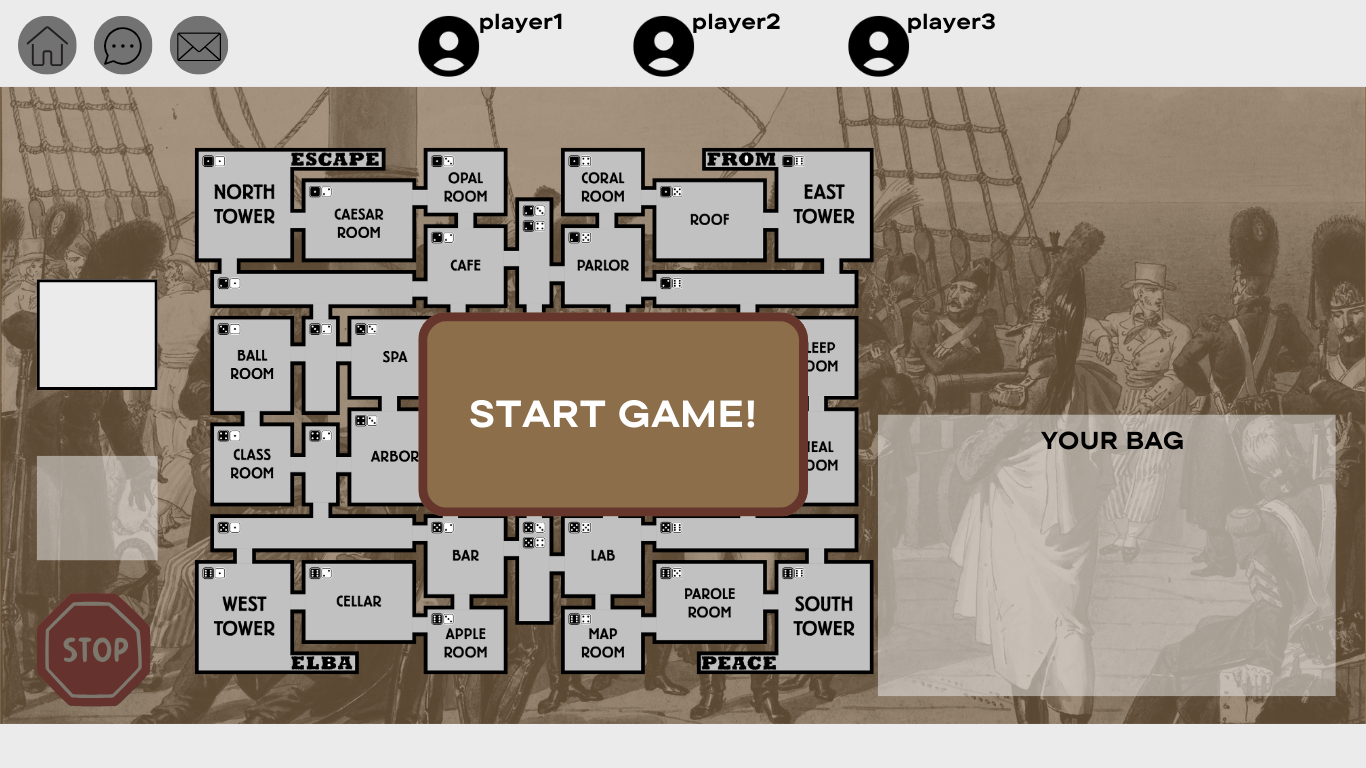 player1
player2
player3
ESCAPE
FROM
NORTH
TOWER
CAESAR
ROOM
OPAL
ROOM
CORAL
ROOM
ROOF
EAST
TOWER
CAFE
PARLOR
BALL
ROOM
SPA
LEEP
OOM
START GAME!
CLASS
ROOM
ARBOR
EAL
OOM
YOUR BAG
BAR
LAB
WEST
TOWER
CELLAR
APPLE
ROOM
MAP
ROOM
PAROLE
ROOM
SOUTH
TOWER
STOP
ELBA
PEACE